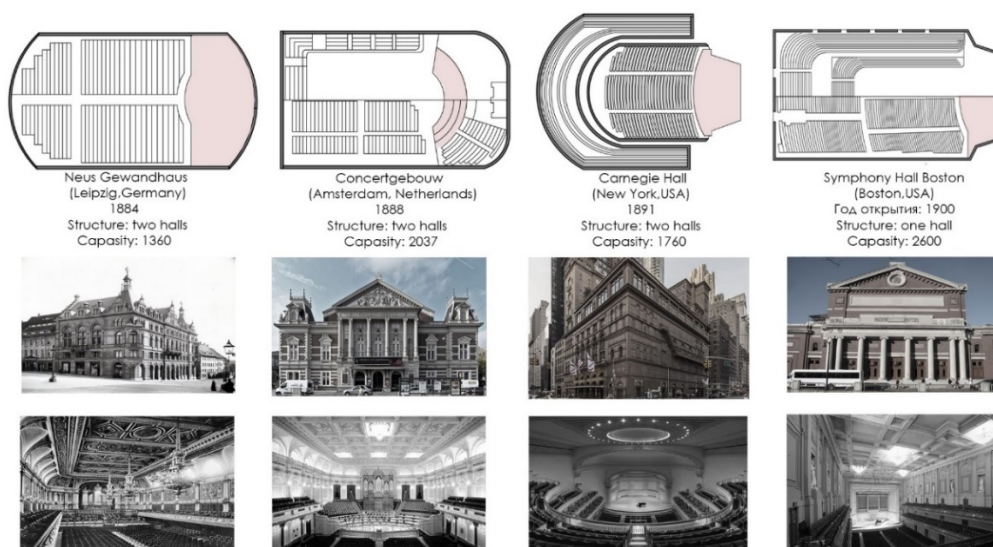 Neus Gewandhaus
(Leipzig,Germany)
1884
Structure: two halls
Capasity: 1360
Concertgebouw
(Amsterdam, Netherlands)
1888
Structure: two halls
Capasity: 2037
Carnegie Hall
(New York,USA)
1891
Structure: two halls
Capasity: 1760
Symphony Hall Boston
(Boston,USA)
Год открытия: 1900
Structure: one hall
Capasity: 2600